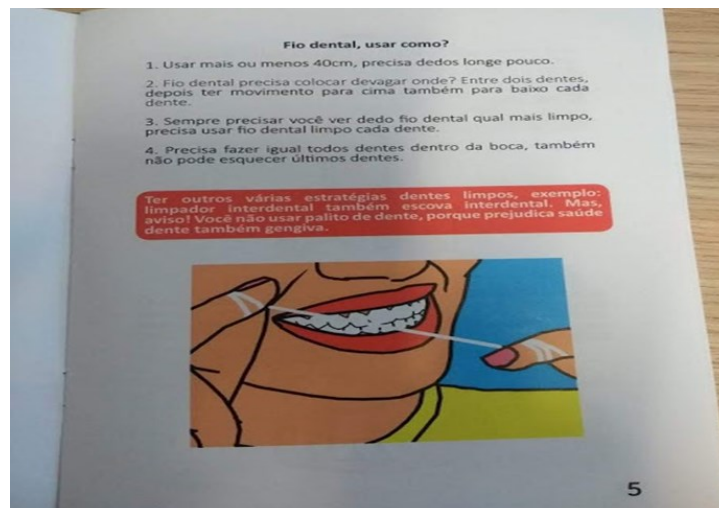 Fio dental, usar como?
1. Usar mais ou menos 40cm, precisa dedos longe pouco.
2. Fio dental precisa colocar devagar onde? Entre dois dentes,
depois ter movimento para cima também para baixo cada
dente.
3. Sempre precisar você ver dedo fio dental qual mais limpo,
precisa usar fio dental limpo cada dente.
4. Precisa fazer igual todos dentes dentro da boca, também
não pode esquecer últimos dentes.
Ter outros várias estratégias dentes limpos, exemplo:
limpador interdental também escova interdental. Mas,
aviso! Você não usar palito de dente, porque prejudica saúde
dente também gengiva.
5